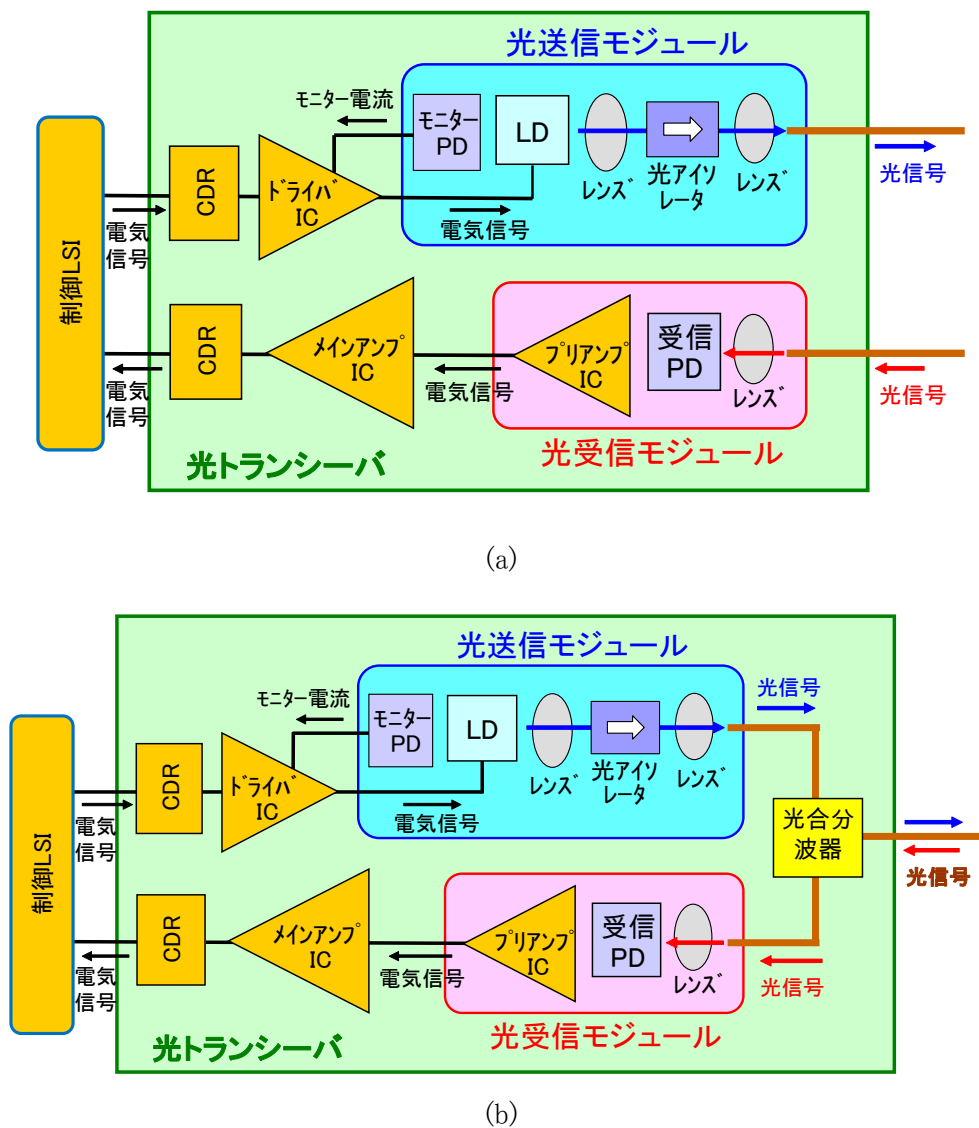 光送信モジュール
モニター電流
モニター
PD
LD
CDR
ドライバ
IC
レンズ
光アイソ
レータ
レンズ
光信号
電気
信号
電気信号
制御LSI
CDR
メインアンプ
IC
プリアンプ
IC
受信
PD
レンズ
電気
信号
電気信号
光信号
光トランシーバ
光受信モジュール
(a)
光送信モジュール
光信号
モニター電流
モニター
PD
LD
CDR
ドライバ
IC
レンズ
光アイソ
レータ
レンズ
電気
信号
電気信号
光合分
波器
光信号
制御LSI
CDR
メインアンプ
IC
プリアンプ
IC
受信
PD
レンズ
電気
信号
電気信号
光信号
光トランシーバ
光受信モジュール
(b)